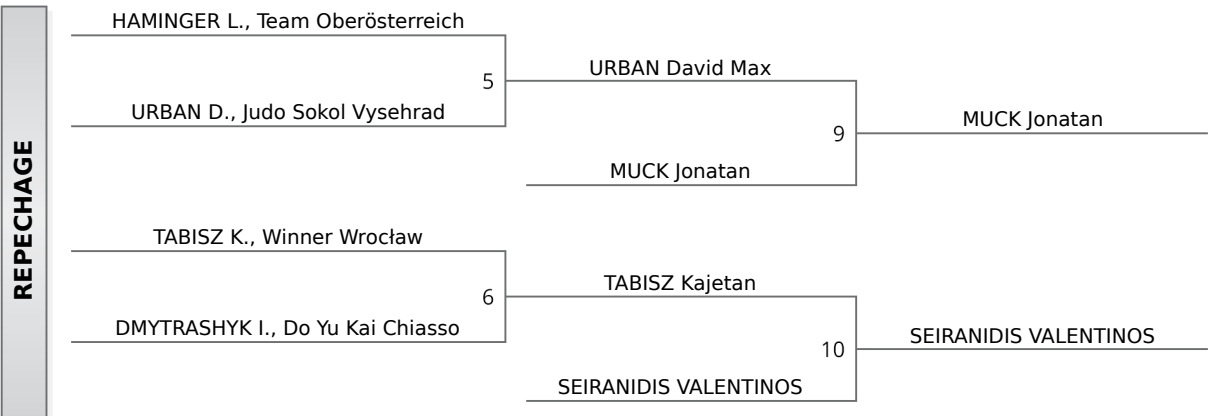 REPECHAGE
HAMINGER L., Team Oberösterreich
5
URBAN D., Judo Sokol Vysehrad
URBAN David Max
9
MUCK Jonatan
MUCK Jonatan
TABISZ K., Winner Wrocław
6
DMYTRASHYK I., Do Yu Kai Chiasso
TABISZ Kajetan
10
SEIRANIDIS VALENTINOS
SEIRANIDIS VALENTINOS